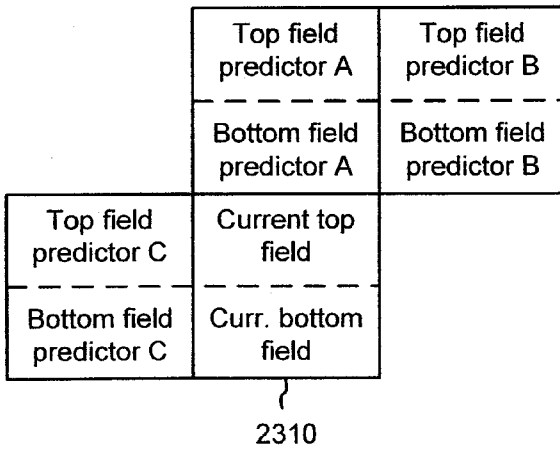 Top field
predictor A
Top field
predictor B
Bottom field
predictor A
Bottom field
predictor B
Top field
predictor C
Current top
field
Bottom field
predictor C
Curr. bottom
field
2310